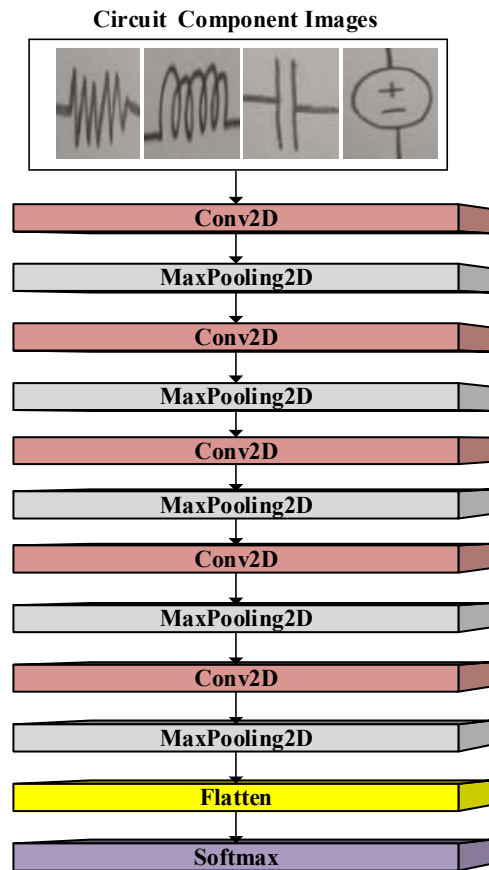 Circuit Component Images
Conv2D
MaxPooling2D
Conv2D
MaxPooling2D
Conv2D
MaxPooling2D
Conv2D
MaxPooling2D
Conv2D
MaxPooling2D
Flatten
Softmax